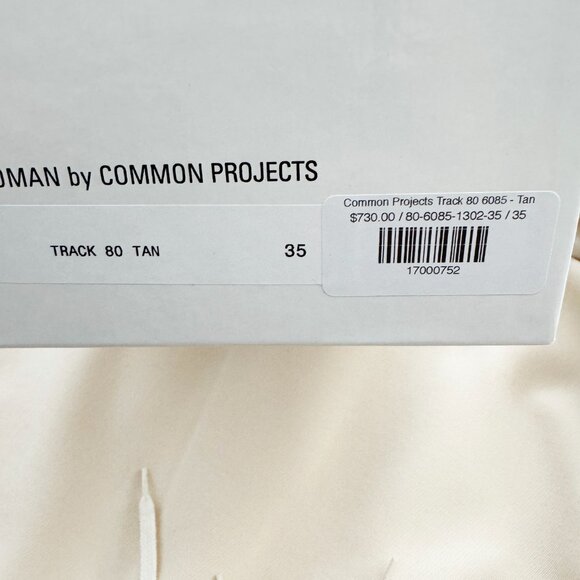 OMAN by COMMON PROJECTS
TRACK 80 TAN 35
Common Projects Track 80 6085 - Tan
$730.00 / 80-6085-1302-35 / 35
17000752